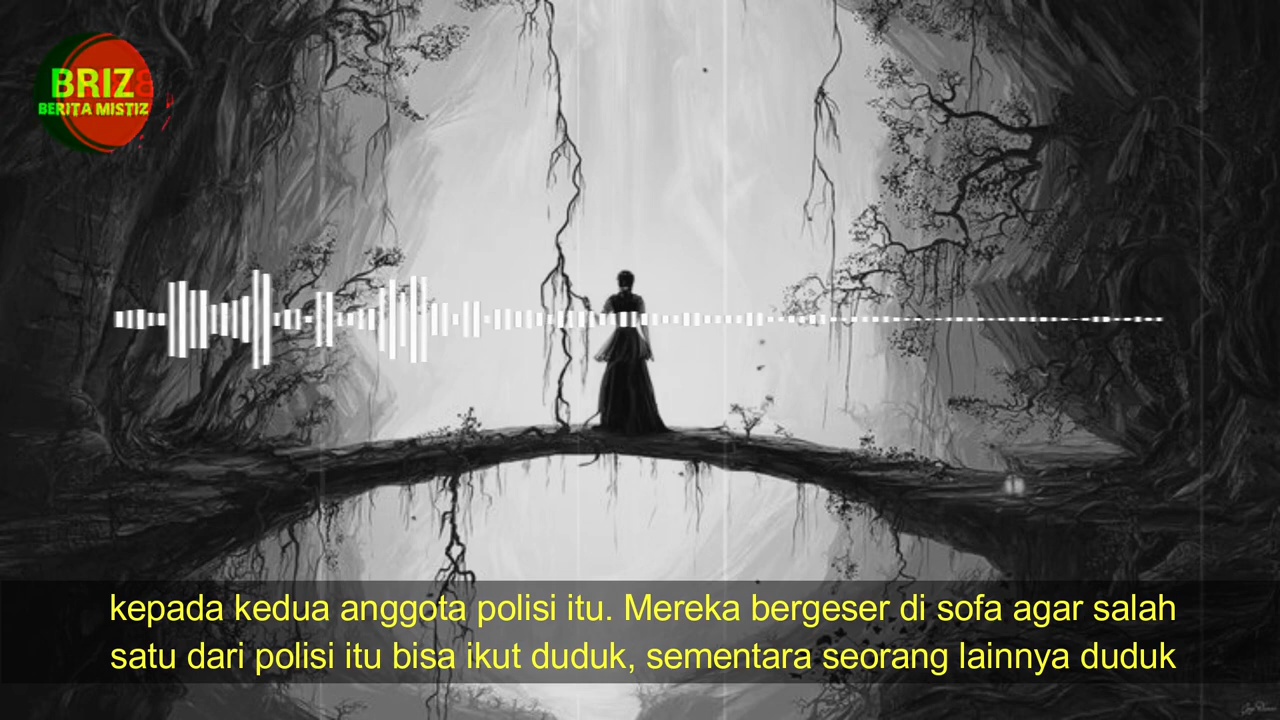 BRIZ
BERITA MISTIZ
kepada kedua anggota polisi itu. Mereka bergeser di sofa agar salah
satu dari polisi itu bisa ikut duduk, sementara seorang lainnya duduk